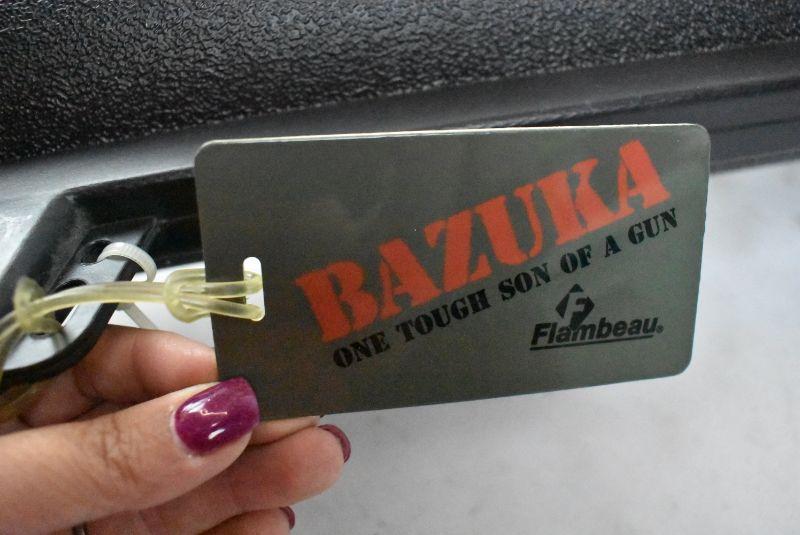 BAZUKA
ONE TOUGH SON OF A GUN
F
Flambeau®